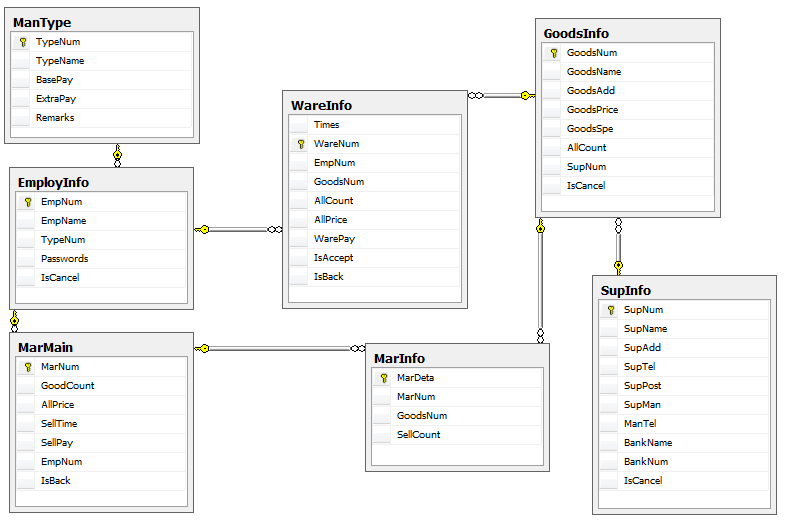 ManType
TypeNum
TypeName
BasePay
ExtraPay
Remarks
EmployInfo
EmpNum
EmpName
TypeNum
Passwords
IsCancel
MarMain
MarNum
GoodCount
AllPrice
SellTime
SellPay
EmpNum
IsBack
WareInfo
Times
WareNum
EmpNum
GoodsNum
AllCount
AllPrice
WarePay
IsAccept
IsBack
MarInfo
MarDeta
MarNum
GoodsNum
SellCount
GoodsInfo
GoodsNum
GoodsName
GoodsAdd
GoodsPrice
GoodsSpe
AllCount
SupNum
IsCancel
SupInfo
SupNum
SupName
SupAdd
SupTel
SupPost
SupMan
ManTel
BankName
BankNum
IsCancel